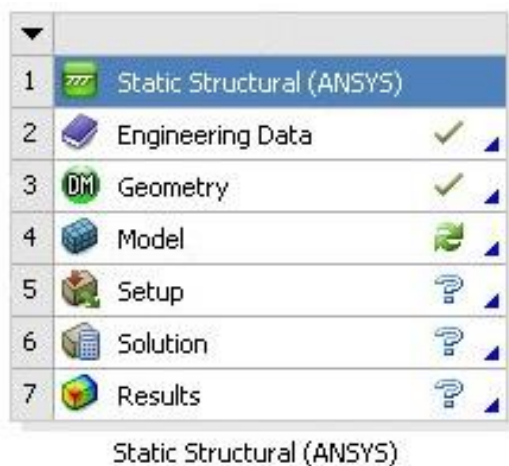 1 Static Structural (ANSYS)
2 Engineering Data
3 DM Geometry
4 Model
5 Setup ?
6 Solution ?
7 Results ?
Static Structural (ANSYS)